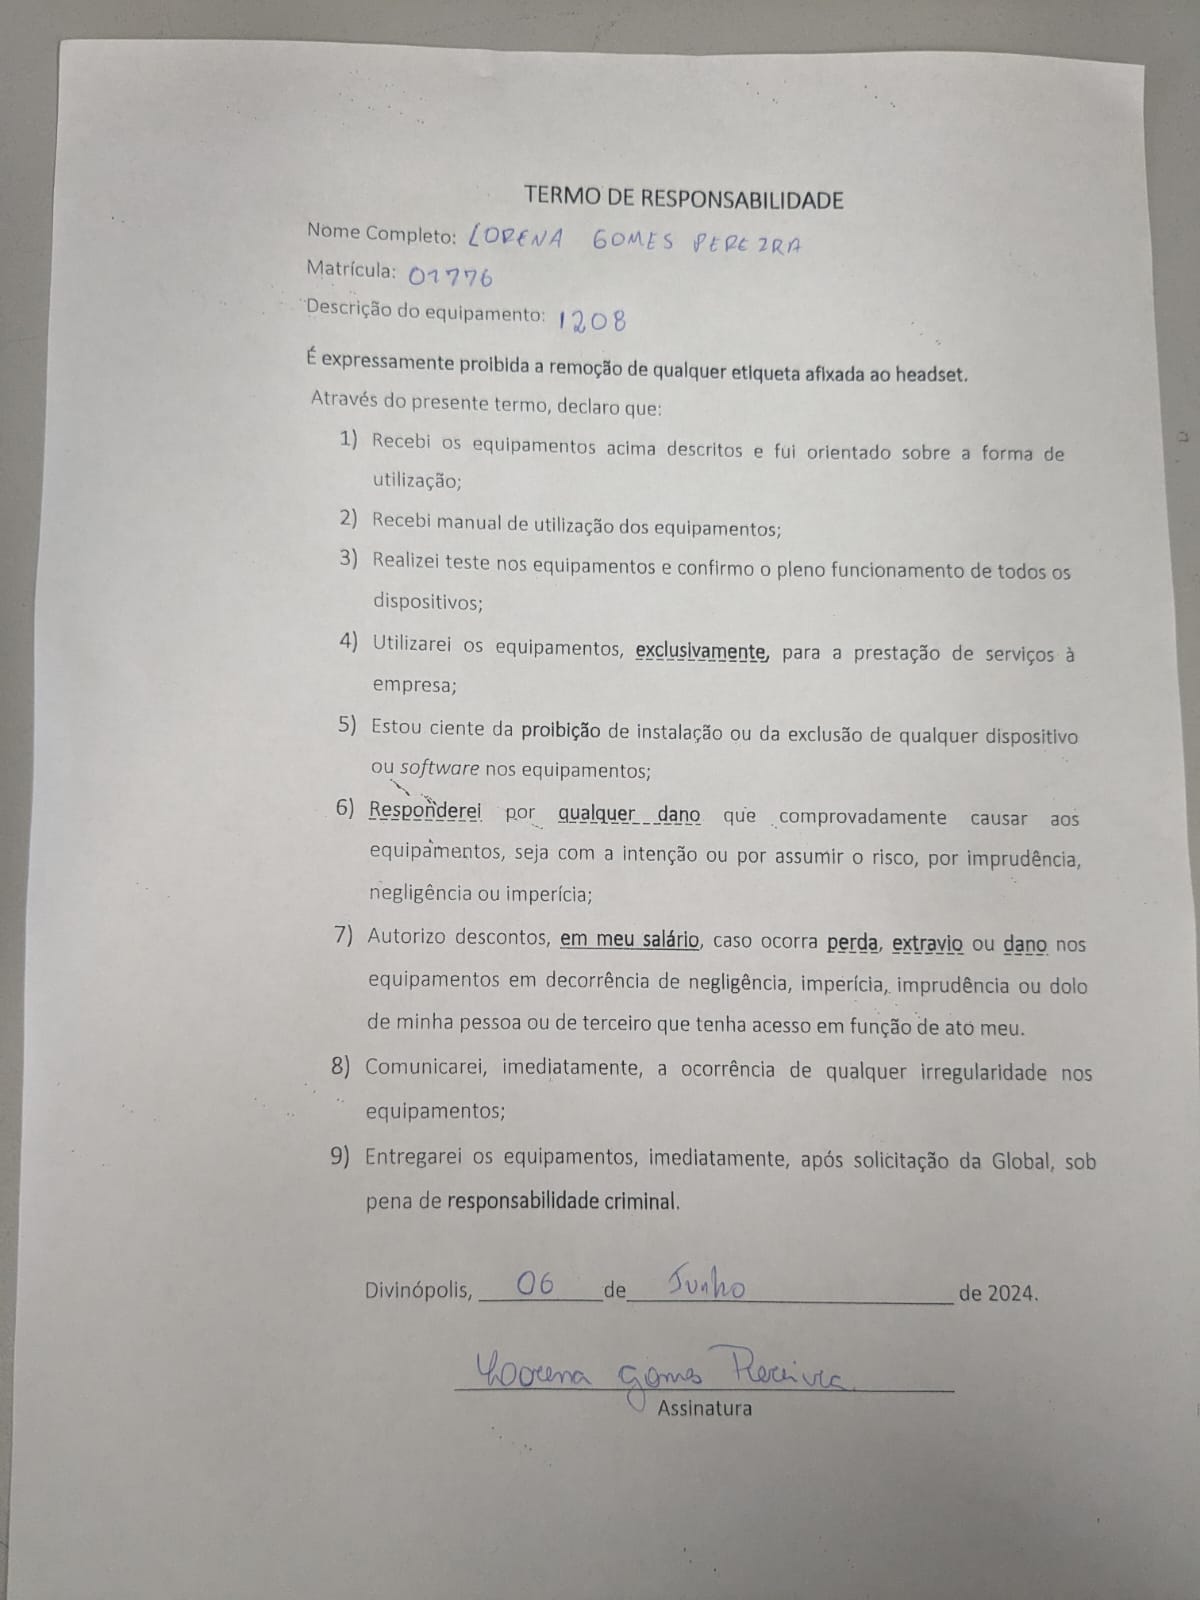 TERMO DE RESPONSABILIDADE
Nome Completo: LORENA GOMES PEREIRA
Matrícula: 01776
Descrição do equipamento: 1208
É expressamente proibida a remoção de qualquer etiqueta afixada ao headset.
Através do presente termo, declaro que:
1) Recebi os equipamentos acima descritos e fui orientado sobre a forma de
utilização;
2) Recebi manual de utilização dos equipamentos;
3) Realizei teste nos equipamentos e confirmo o pleno funcionamento de todos os
dispositivos;
4) Utilizarei os equipamentos, exclusivamente, para a prestação de serviços à
empresa;
5) Estou ciente da proibição de instalação ou da exclusão de qualquer dispositivo
ou software nos equipamentos;
6) Responderei por qualquer dano que comprovadamente causar aos
equipamentos, seja com a intenção ou por assumir o risco, por imprudência,
negligência ou imperícia;
7) Autorizo descontos, em meu salário, caso ocorra perda, extravio ou dano nos
equipamentos em decorrência de negligência, imperícia, imprudência ou dolo
de minha pessoa ou de terceiro que tenha acesso em função de ato meu.
8) Comunicarei, imediatamente, a ocorrência de qualquer irregularidade nos
equipamentos;
9) Entregarei os equipamentos, imediatamente, após solicitação da Global, sob
pena de responsabilidade criminal.
Divinópolis, 06 de Junho de 2024.
Lorena Gomes Pereira
Assinatura